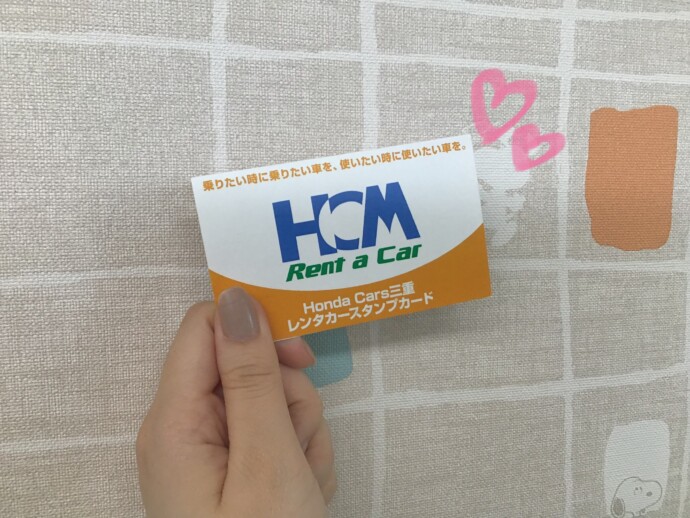 乗りたい時に乗りたい車を、使いたい時に使いたい車を。
HCM
Rent a Car
Honda Cars三重
レンタカースタンプカード